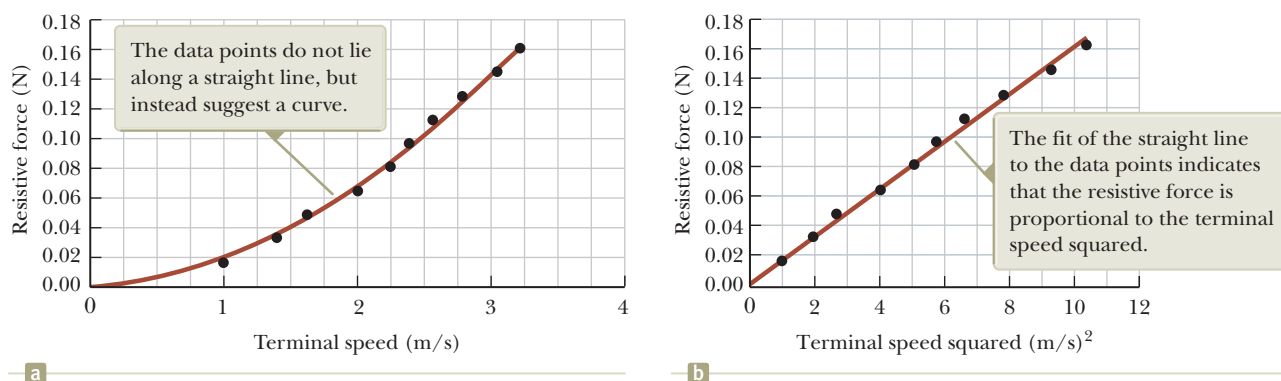 0.18
0.16
0.14
0.12
0.10
0.08
0.06
0.04
0.02
0.00
Resistive force (N)
The data points do not lie
along a straight line, but
instead suggest a curve.
0 1 2 3 4
Terminal speed (m/s)
a
0.18
0.16
0.14
0.12
0.10
0.08
0.06
0.04
0.02
0.00
Resistive force (N)
The fit of the straight line
to the data points indicates
that the resistive force is
proportional to the terminal
speed squared.
0 2 4 6 8 10 12
Terminal speed squared (m/s)²
b